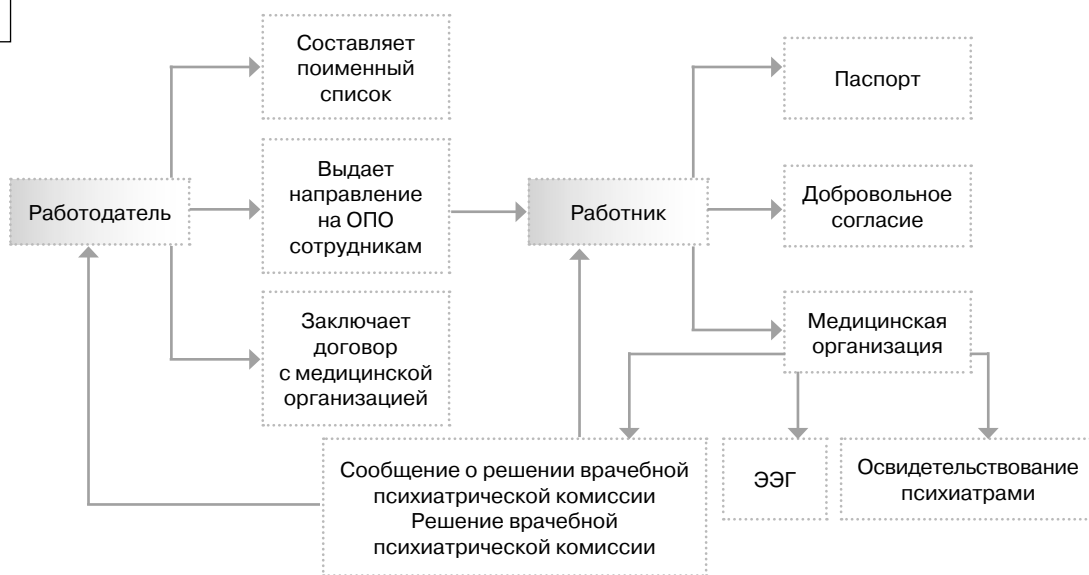 Составляет
поименный
список
Паспорт
Работодатель
Выдает
направление
на ОПО
сотрудникам
Работник
Добровольное
согласие
Заключает
договор
с медицинской
организацией
Медицинская
организация
Сообщение о решении врачебной
психиатрической комиссии
Решение врачебной
психиатрической комиссии
ЭЭГ
Освидетельствование
психиатрами